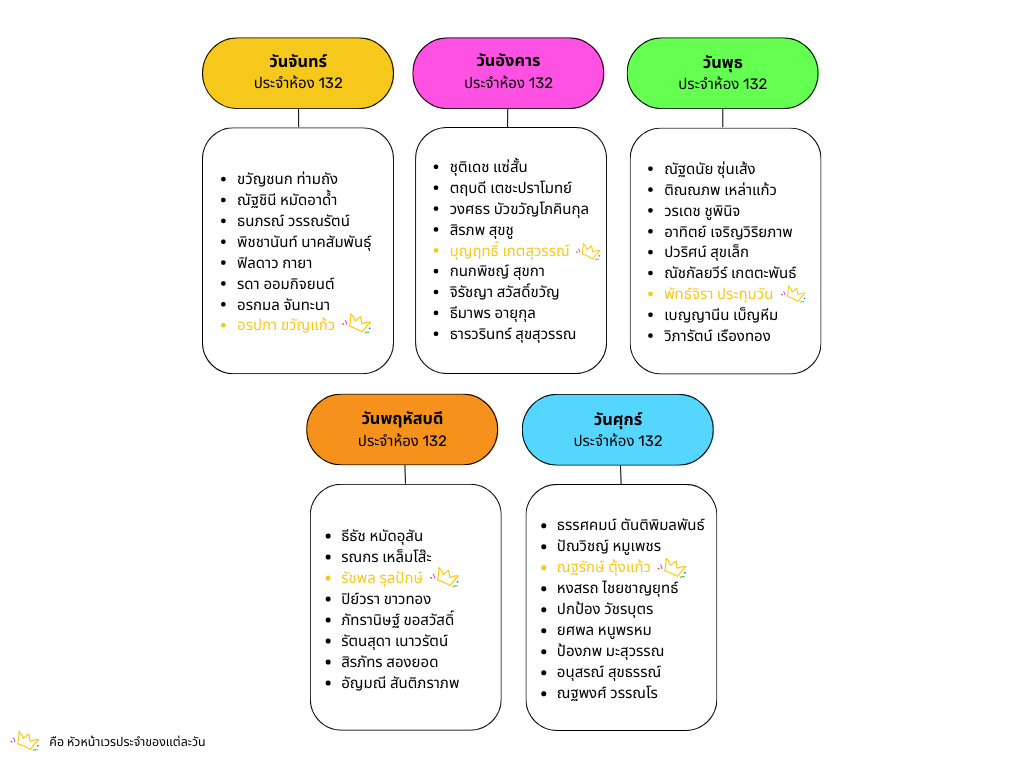 วันจันทร์
ประจำห้อง 132
ขวัญชนก ท่ามถัง
ณัฐชินี หมัดอาด้ำ
ธนภรณ์ วรรณรัตน์
พิชชานันท์ นาคสัมพันธุ์
ฟิลดาว กายา
รดา ออมกิจยนต์
อรกมล จันทะนา
อรปภา ขวัญแก้ว
วันอังคาร
ประจำห้อง 132
ชุติเดช แซ่สั้น
ตฤบดี เตชะปราโมทย์
วงศธร บัวขวัญโภคินกุล
สิรภพ สุขชู
บุญฤทธิ์ เกตสุวรรณ์
กนกพิชญ์ สุขกา
จิรัชญา สวัสดิ์ขวัญ
ธีมาพร อายุกุล
ธารวรินทร์ สุขสุวรรณ
วันพุธ
ประจำห้อง 132
ณัฐดนัย ซุ่นเส้ง
ติณณภพ เหล่าแก้ว
วรเดช ชูพินิจ
อาทิตย์ เจริญวิริยภาพ
ปวริศน์ สุขเล็ก
ณัชกัลยวีร์ เกตตะพันธ์
พัทธ์จิรา ประทุมวัน
เบญญานีน เบ็ญหีม
วิภารัตน์ เรืองทอง
วันพฤหัสบดี
ประจำห้อง 132
ธีธัช หมัดอุสัน
รณกร เหล็มโส๊ะ
รัชพล รุลปักษ์
ปิย์วรา ขาวทอง
ภัทรานิษฐ์ ขอสวัสดิ์
รัตนสุดา เนาวรัตน์
สิรภัทร สองยอด
อัญมณี สันติภราภพ
วันศุกร์
ประจำห้อง 132
ธรรศคมน์ ตันติพิมลพันธ์
ปัณวิชญ์ หมูเพชร
ณฐรักษ์ ตุ้งแก้ว
หงสรถ ไชยชาญยุทธ์
ปกป้อง วัชรบุตร
ยศพล หนูพรหม
ป้องภพ มะสุวรรณ
อนุสรณ์ สุขธรรณ์
ณฐพงศ์ วรรณโร
คือ หัวหน้าเวรประจำของแต่ละวัน